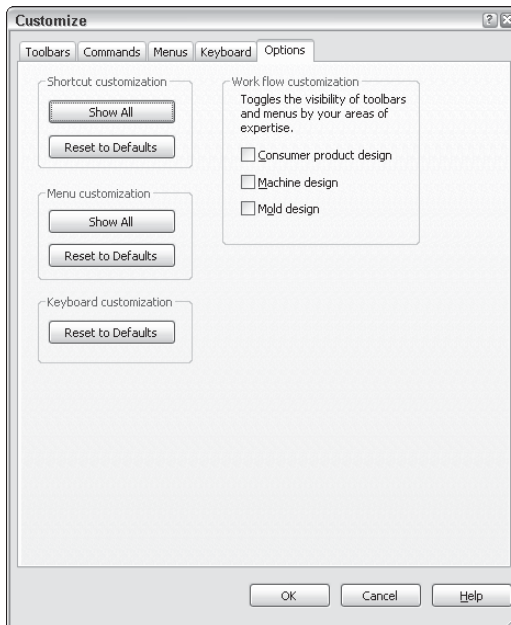 Customize
Toolbars Commands Menus Keyboard Options
Shortcut customization
Show All
Reset to Defaults
Menu customization
Show All
Reset to Defaults
Keyboard customization
Reset to Defaults
Work flow customization
Toggles the visibility of toolbars
and menus by your areas of
expertise.
Consumer product design
Machine design
Mold design
OK Cancel Help